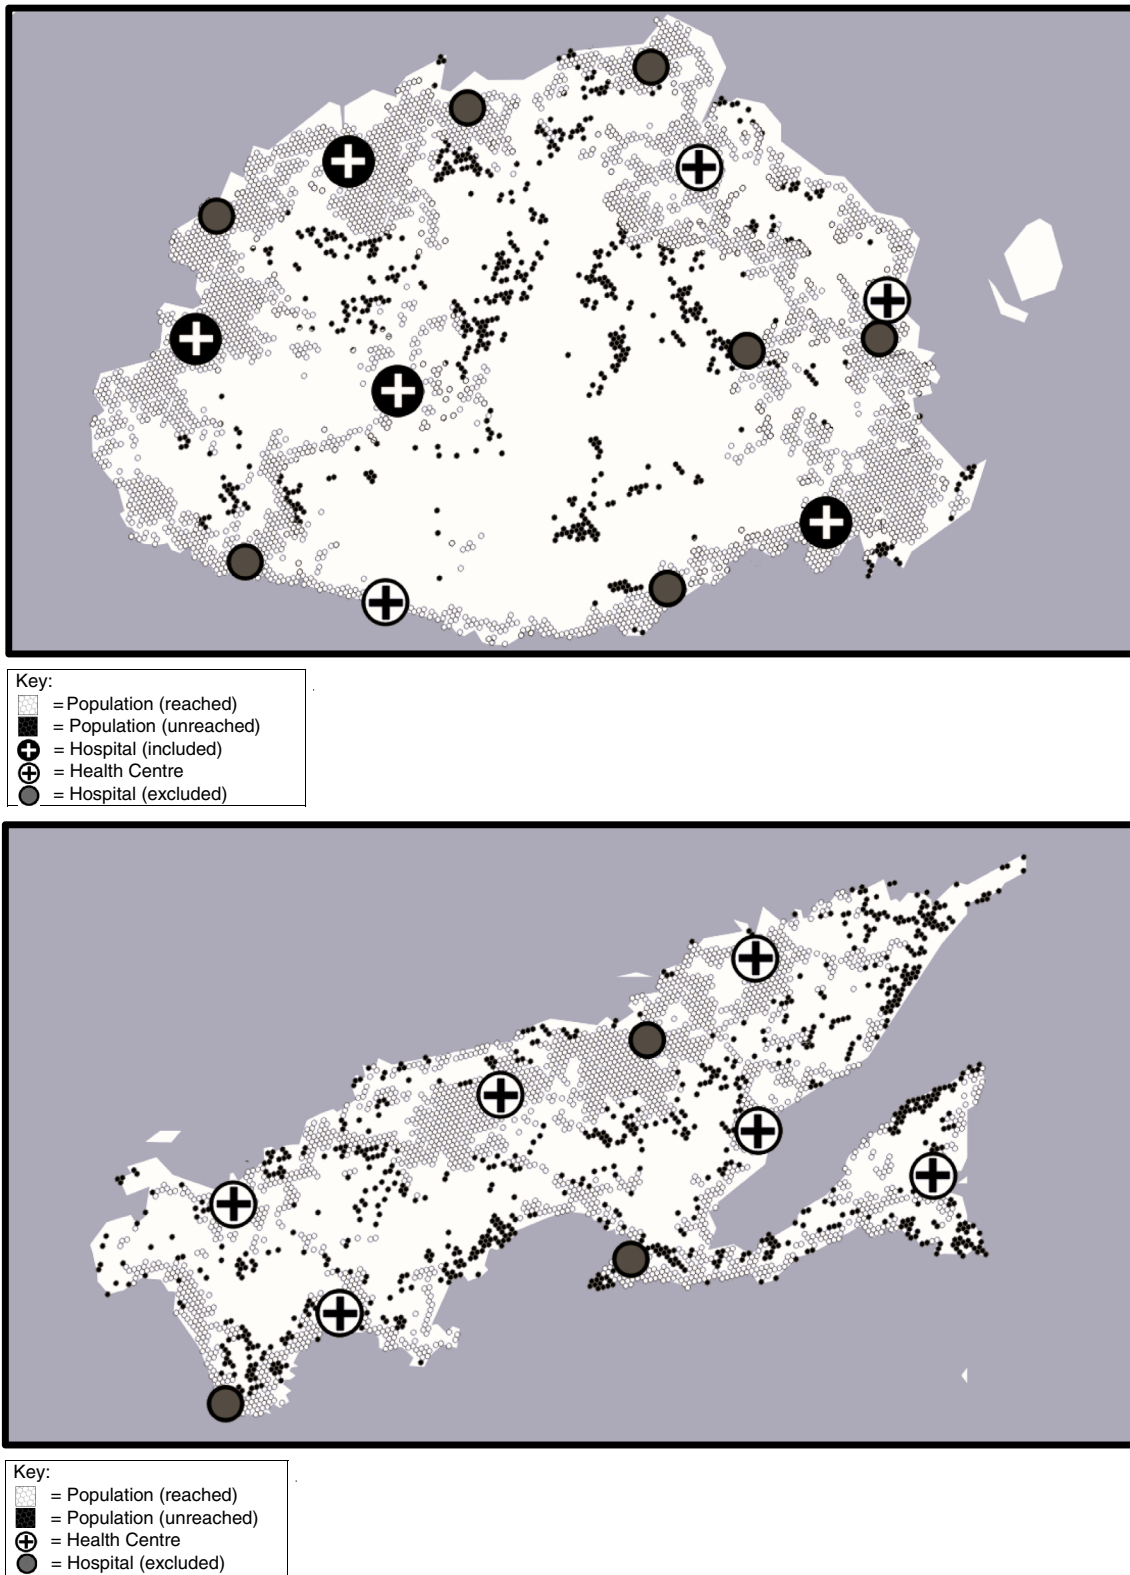 Key:
= Population (reached)
= Population (unreached)
= Hospital (included)
= Health Centre
= Hospital (excluded)
Key:
= Population (reached)
= Population (unreached)
= Health Centre
= Hospital (excluded)